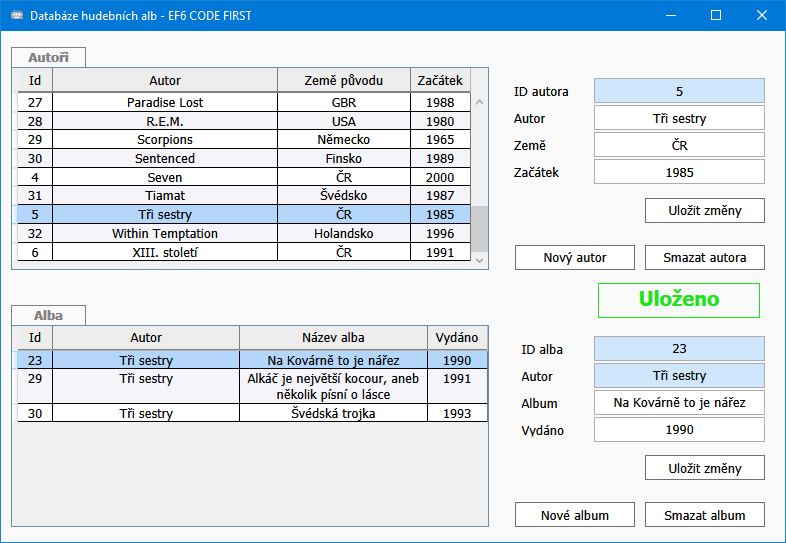 Databáze hudebních alb - EF6 CODE FIRST
Autoři
Id Autor Země původu Začátek
27 Paradise Lost GBR 1988
28 R.E.M. USA 1980
29 Scorpions Německo 1965
30 Sentenced Finsko 1989
4 Seven ČR 2000
31 Tiamat Švédsko 1987
5 Tři sestry ČR 1985
32 Within Temptation Holandsko 1996
6 XIII. století ČR 1991
ID autora 5
Autor Tři sestry
Země ČR
Začátek 1985
Uložit změny
Nový autor Smazat autora
Uloženo
Alba
Id Autor Název alba Vydáno
23 Tři sestry Na Kovárně to je nářez 1990
29 Tři sestry Alkáč je největší kocour, aneb 1991
několik písní o lásce
30 Tři sestry Švédská trojka 1993
ID alba 23
Autor Tři sestry
Album Na Kovárně to je nářez
Vydáno 1990
Uložit změny
Nové album Smazat album